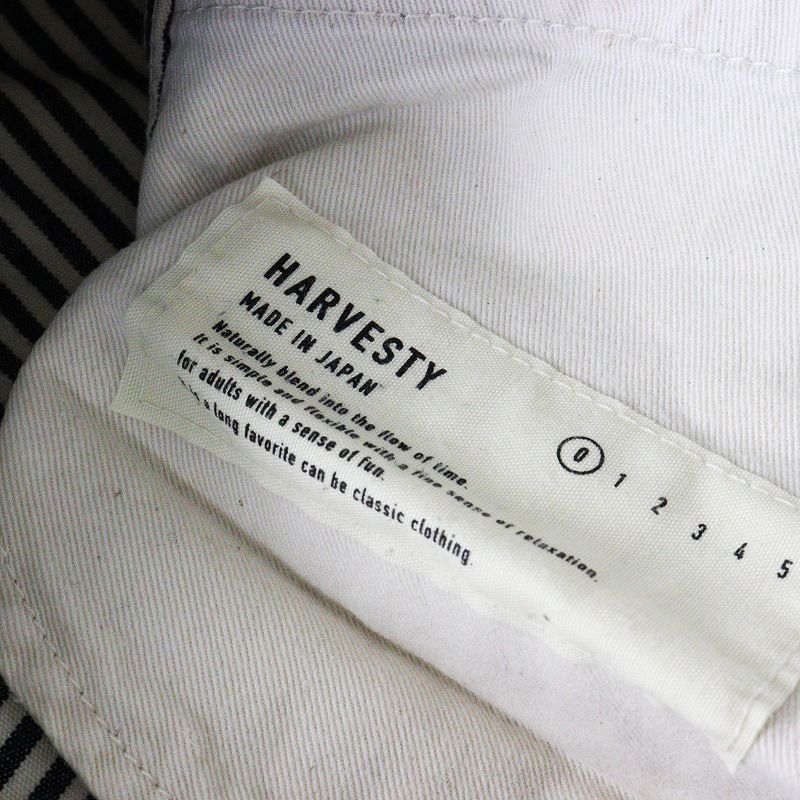 HARVESTY
MADE IN JAPAN
Naturally blend into the flow of time.
It is simple and flexible with a fine sense of relaxation.
for adults with a sense of fun.
a long favorite can be classic clothing.
0 1 2 3 4 5